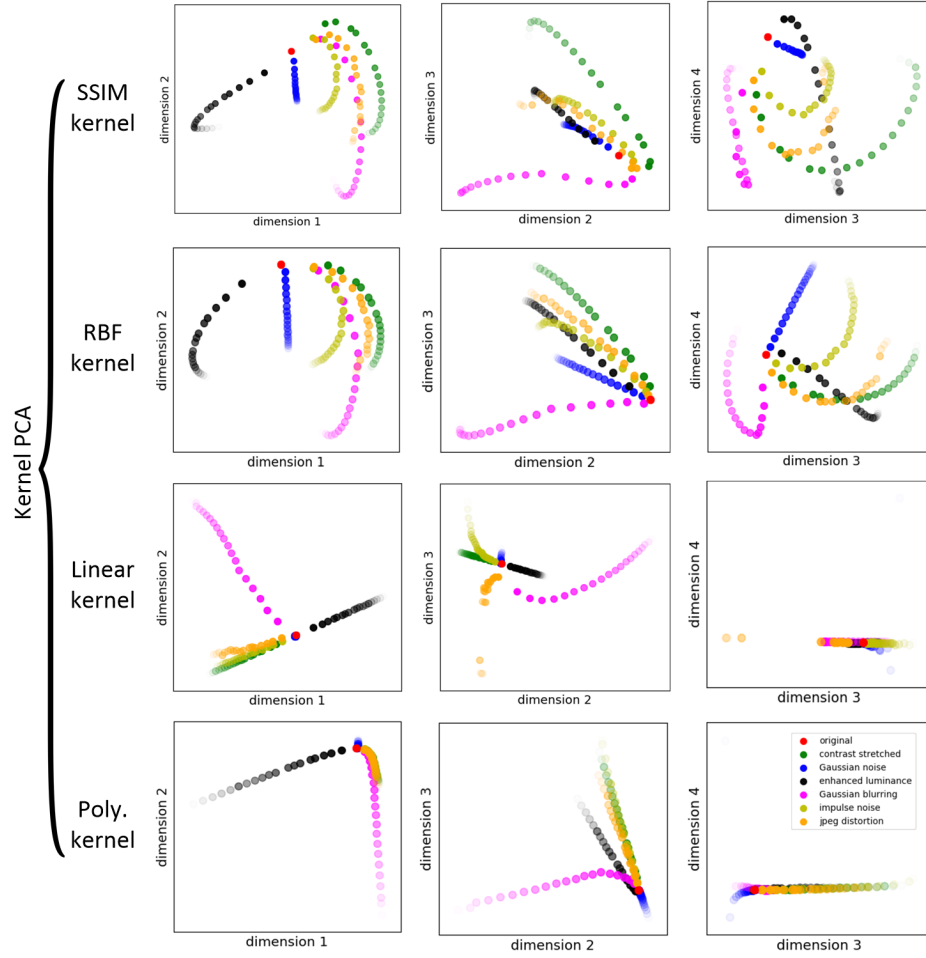 Kernel PCA
SSIM
kernel
dimension 2
dimension 1
dimension 3
dimension 2
dimension 4
dimension 3
RBF
kernel
dimension 2
dimension 1
dimension 3
dimension 2
dimension 4
dimension 3
Linear
kernel
dimension 2
dimension 1
dimension 3
dimension 2
dimension 4
dimension 3
Poly.
kernel
dimension 2
dimension 1
dimension 3
dimension 2
dimension 4
dimension 3
original
contrast stretched
Gaussian noise
enhanced luminance
Gaussian blurring
impulse noise
jpeg distortion